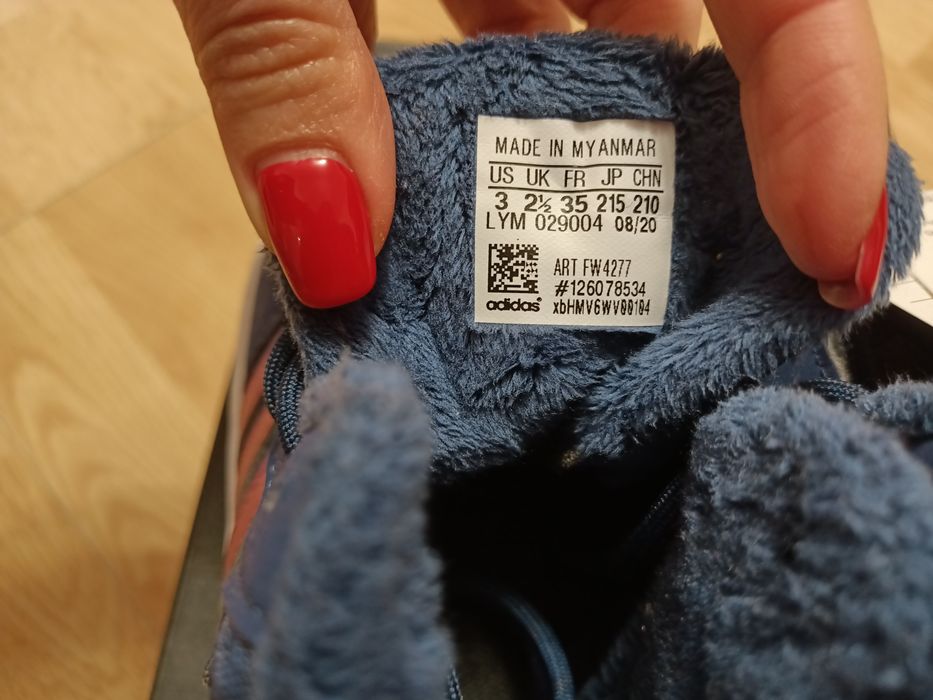 MADE IN MYANMAR
US UK FR JP CHN
3 2½ 35 215 210
LYM 029004 08/20
ART FW4277
#126078534
adidas® xbHMV6WV00104